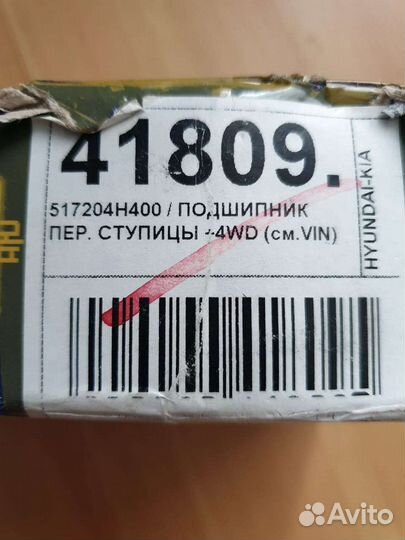 41809.
517204H400 / ПОДШИПНИК
ПЕР. СТУПИЦЫ -4WD (см.VIN)
HYUNDAI-KIA
Avito